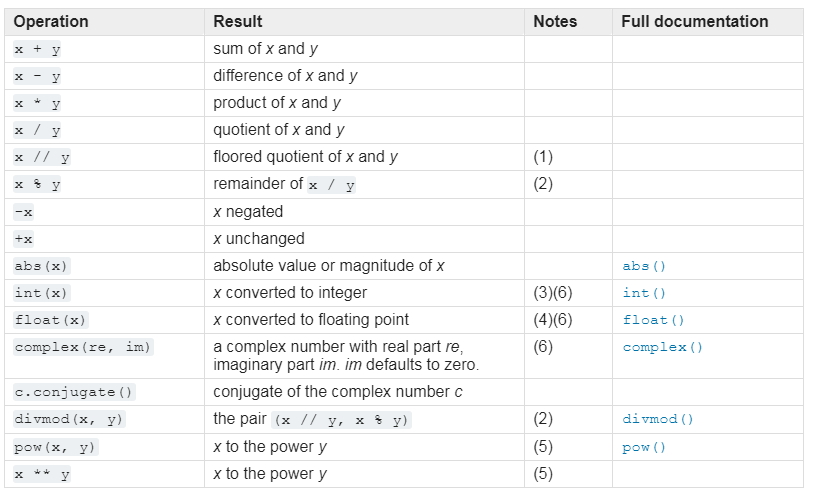 Operation Result Notes Full documentation
x + y sum of x and y
x - y difference of x and y
x * y product of x and y
x / y quotient of x and y
x // y floored quotient of x and y (1)
x % y remainder of x / y (2)
-x x negated
+x x unchanged
abs(x) absolute value or magnitude of x abs()
int(x) x converted to integer (3)(6) int()
float(x) x converted to floating point (4)(6) float()
complex(re, im) a complex number with real part re, (6) complex()
imaginary part im. im defaults to zero.
c.conjugate() conjugate of the complex number c
divmod(x, y) the pair (x // y, x % y) (2) divmod()
pow(x, y) x to the power y (5) pow()
x ** y x to the power y (5)